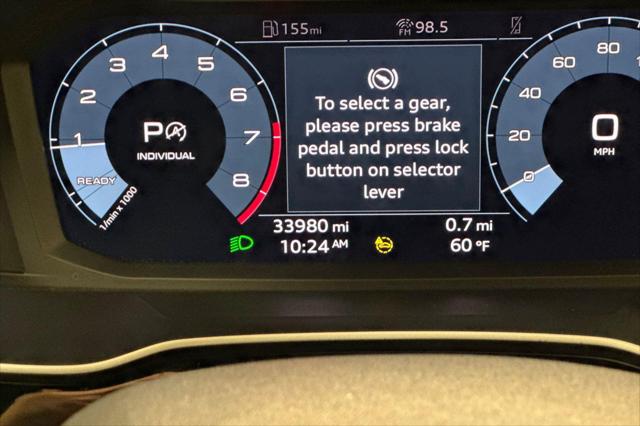 155mi
FM 98.5
1 2 3 4 5 6 7 8
P A
INDIVIDUAL
READY
1/min x 1000
To select a gear,
please press brake
pedal and press lock
button on selector
lever
0 20 40 60 80
0
MPH
33980 mi
0.7 mi
10:24 AM
60 °F